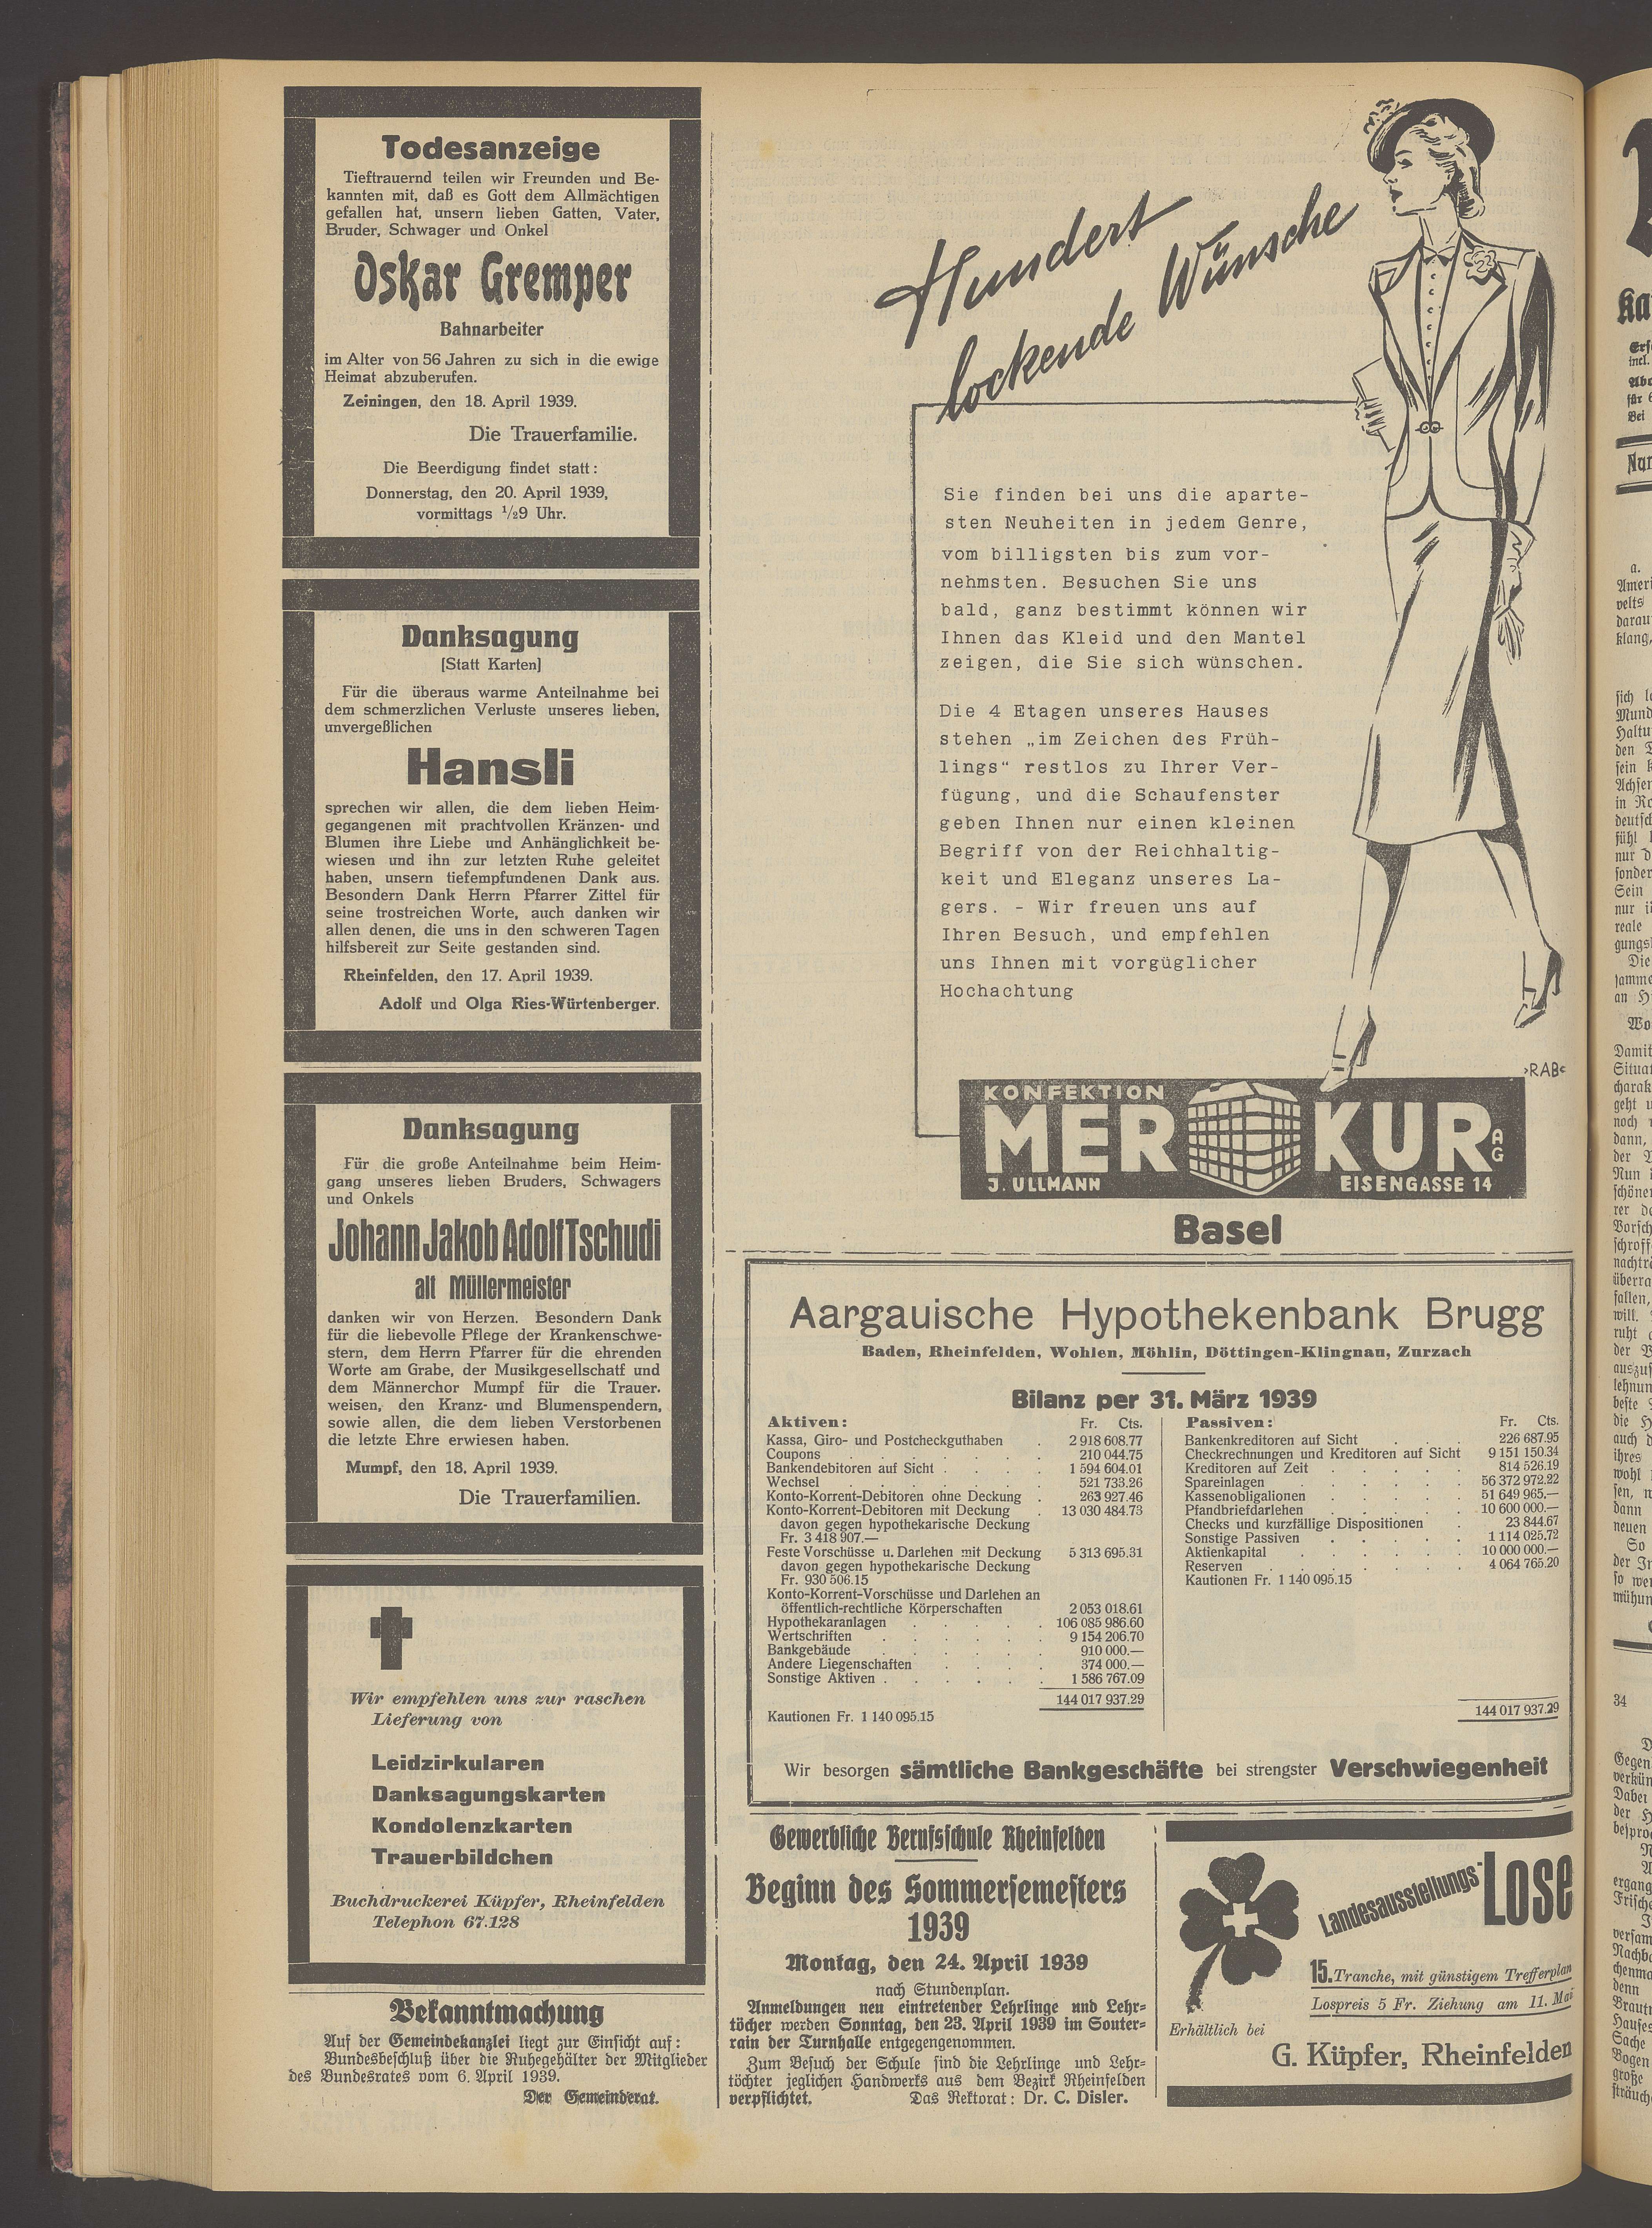 Todesanzeige
Tieftrauernd teilen wir Freunden und Be-
kannten mit, daß es Gott dem Allmächtigen
gefallen hat, unsern lieben Gatten, Vater,
Bruder, Schwager und Onkel
Oskar Gremper
Bahnarbeiter
im Alter von 56 Jahren zu sich in die ewige
Heimat abzuberufen.
Zeiningen, den 18. April 1939.
Die Trauerfamilie.
Die Beerdigung findet statt:
Donnerstag, den 20. April 1939,
vormittags ½9 Uhr.
Danksagung
[Statt Karten]
Für die überaus warme Anteilnahme bei
dem schmerzlichen Verluste unseres lieben,
unvergeßlichen
Hansli
sprechen wir allen, die dem lieben Heim-
gegangenen mit prachtvollen Kränzen- und
Blumen ihre Liebe und Anhänglichkeit be-
wiesen und ihn zur letzten Ruhe geleitet
haben, unsern tiefempfundenen Dank aus.
Besondern Dank Herrn Pfarrer Zittel für
seine trostreichen Worte, auch danken wir
allen denen, die uns in den schweren Tagen
hilfsbereit zur Seite gestanden sind.
Rheinfelden, den 17. April 1939.
Adolf und Olga Ries-Würtenberger.
Danksagung
Für die große Anteilnahme beim Heim-
gang unseres lieben Bruders, Schwagers
und Onkels
Johann Jakob Adolf Tschudi
alt Müllermeister
danken wir von Herzen. Besondern Dank
für die liebevolle Pflege der Krankenschwe-
stern, dem Herrn Pfarrer für die ehrenden
Worte am Grabe, der Musikgesellschatf und
dem Männerchor Mumpf für die Trauer.
weisen, den Kranz- und Blumenspendern,
sowie allen, die dem lieben Verstorbenen
die letzte Ehre erwiesen haben.
Mumpf, den 18. April 1939.
Die Trauerfamilien.
Wir empfehlen uns zur raschen
Lieferung von
Leidzirkularen
Danksagungskarten
Kondolenzkarten
Trauerbildchen
Buchdruckerei Küpfer, Rheinfelden
Telephon 67.128
Bekanntmachung
Auf der Gemeindekanzlei liegt zur Einsicht auf:
Bundesbeschluß über die Ruhegehälter der Mitglieder
des Bundesrates vom 6. April 1939.
Der Gemeinderat.
Hundert
lockende Wünsche
Sie finden bei uns die aparte-
sten Neuheiten in jedem Genre,
vom billigsten bis zum vor-
nehmsten. Besuchen Sie uns
bald, ganz bestimmt können wir
Ihnen das Kleid und den Mantel
zeigen, die Sie sich wünschen.
Die 4 Etagen unseres Hauses
stehen „im Zeichen des Früh-
lings“ restlos zu Ihrer Ver-
fügung, und die Schaufenster
geben Ihnen nur einen kleinen
Begriff von der Reichhaltig-
keit und Eleganz unseres La-
gers. - Wir freuen uns auf
Ihren Besuch, und empfehlen
uns Ihnen mit vorgüglicher
Hochachtung
›RAB‹
KONFEKTION
MERKUR AG
J. ULLMANN EISENGASSE 14
Basel
Aargauische Hypothekenbank Brugg
Baden, Rheinfelden, Wohlen, Möhlin, Döttingen-Klingnau, Zurzach
Bilanz per 31. März 1939
Aktiven: Fr. Cts.
Kassa, Giro- und Postcheckguthaben . 2 918 608.77
Coupons . . . . . . . 210 044.75
Bankendebitoren auf Sicht . . . . 1 594 604.01
Wechsel . . . . . . . 521 733.26
Konto-Korrent-Debitoren ohne Deckung . 263 927.46
Konto-Korrent-Debitoren mit Deckung . 13 030 484.73
davon gegen hypothekarische Deckung
Fr. 3 418 907.—
Feste Vorschüsse u. Darlehen mit Deckung 5 313 695.31
davon gegen hypothekarische Deckung
Fr. 930 506.15
Konto-Korrent-Vorschüsse und Darlehen an
öffentlich-rechtliche Körperschaften 2 053 018.61
Hypothekaranlagen . . . . . 106 085 986.60
Wertschriften . . . . . . 9 154 206.70
Bankgebäude . . . . . . 910 000.—
Andere Liegenschaften . . . . 374 000.—
Sonstige Aktiven . . . . . . 1 586 767.09
144 017 937.29
Kautionen Fr. 1 140 095.15
Passiven: Fr. Cts.
Bankenkreditoren auf Sicht . . . 226 687.95
Checkrechnungen und Kreditoren auf Sicht 9 151 150.34
Kreditoren auf Zeit . . . . . 814 526.19
Spareinlagen . . . . . . 56 372 972.22
Kassenobligalionen . . . . . 51 649 965.—
Pfandbriefdarlehen . . . . . 10 600 000.—
Checks und kurzfällige Dispositionen . 23 844.67
Sonstige Passiven . . . . . 1 114 025.72
Aktienkapital . . . . . . 10 000 000.—
Reserven . . . . . . . 4 064 765.20
Kautionen Fr. 1 140 095.15
144 017 937.29
Wir besorgen sämtliche Bankgeschäfte bei strengster Verschwiegenheit
Gewerbliche Berufsschule Rheinfelden
Beginn des Sommersemesters
1939
Montag, den 24. April 1939
nach Stundenplan.
Anmeldungen neu eintretender Lehrlinge und Lehr-
töchter werden Sonntag, den 23. April 1939 im Souter-
rain der Turnhalle entgegengenommen.
Zum Besuch der Schule sind die Lehrlinge und Lehr-
töchter jeglichen Handwerks aus dem Bezirk Rheinfelden
verpflichtet. Das Rektorat: Dr. C. Disler.
Landesausstellungs-LOSE
15. Tranche, mit günstigem Trefferplan
Lospreis 5 Fr. Ziehung am 11. Mai
Erhältlich bei
G. Küpfer, Rheinfelden